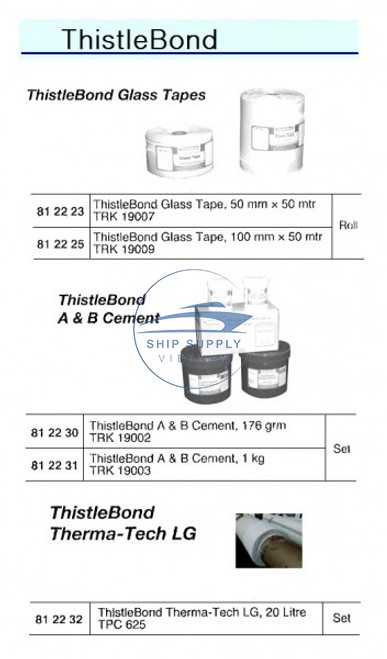 ThistleBond
ThistleBond Glass Tapes
81 22 23 ThistleBond Glass Tape, 50 mm × 50 mtr
TRK 19007
Roll
81 22 25 ThistleBond Glass Tape, 100 mm × 50 mtr
TRK 19009
ThistleBond
A & B Cement
SHIP SUPPLY
VIETNAM
81 22 30 ThistleBond A & B Cement, 176 grm
TRK 19002
Set
81 22 31 ThistleBond A & B Cement, 1 kg
TRK 19003
ThistleBond
Therma-Tech LG
81 22 32 ThistleBond Therma-Tech LG, 20 Litre Set
TPC 625